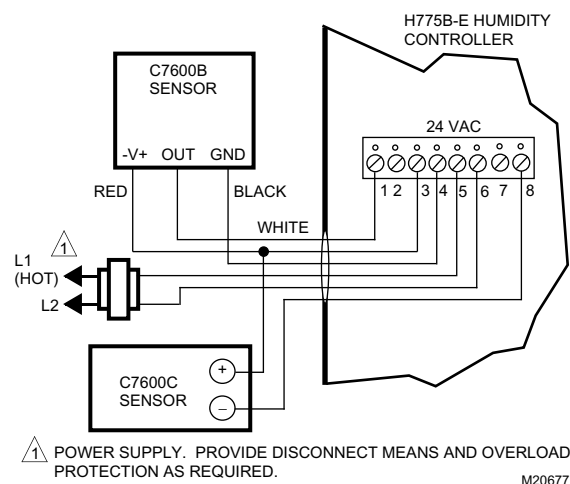 H775B-E HUMIDITY
CONTROLLER
C7600B
SENSOR
24 VAC
-V+ OUT GND
1 2 3 4 5 6 7 8
RED
BLACK
WHITE
1
L1
(HOT)
L2
+
C7600C
SENSOR
–
1 POWER SUPPLY. PROVIDE DISCONNECT MEANS AND OVERLOAD
PROTECTION AS REQUIRED.
M20677